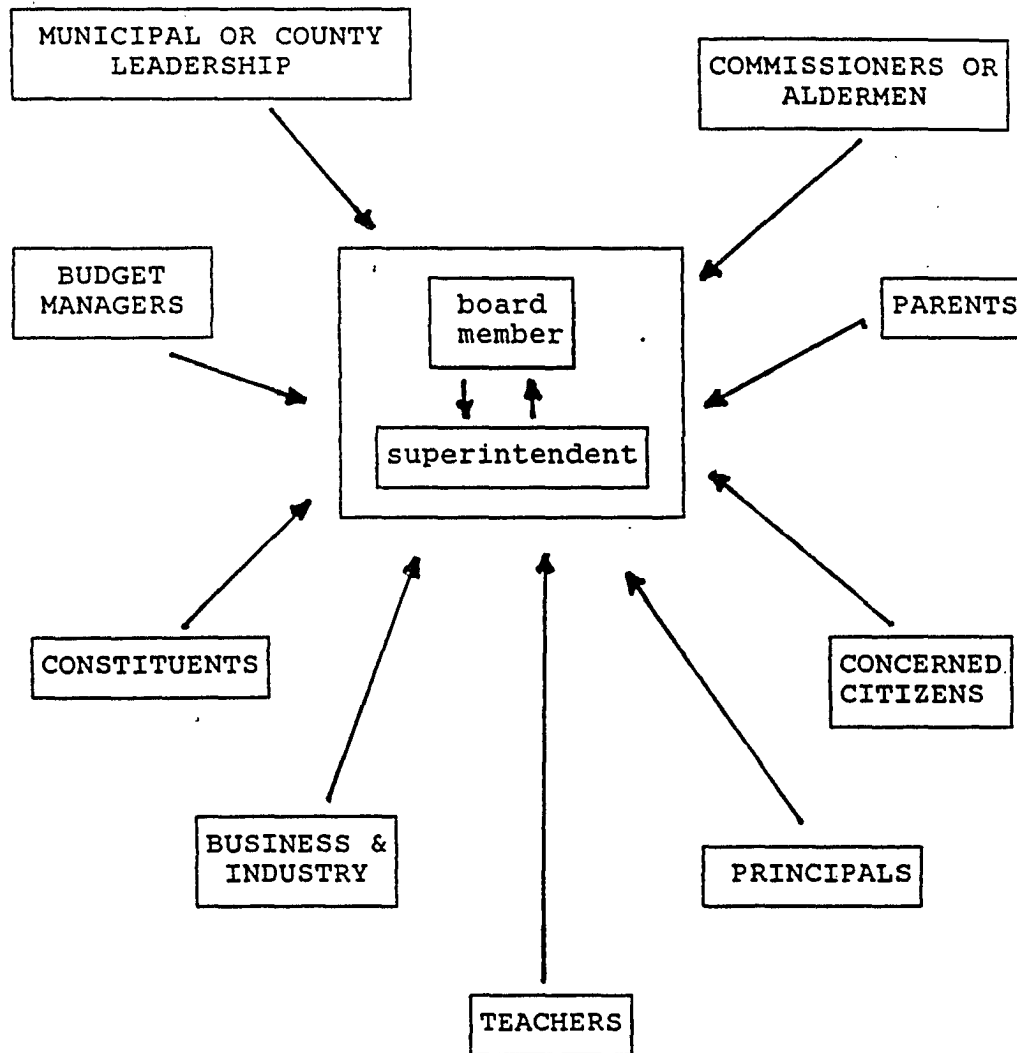 MUNICIPAL OR COUNTY
LEADERSHIP
COMMISSIONERS OR
ALDERMEN
BUDGET
MANAGERS
board
member
PARENTS
superintendent
CONSTITUENTS
CONCERNED
CITIZENS
BUSINESS &
INDUSTRY
PRINCIPALS
TEACHERS